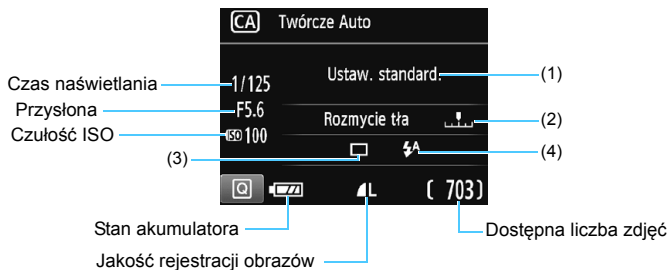 CA Twórcze Auto
Czas naświetlania
1/125
Ustaw. standard.
(1)
Przysłona
F5.6
Rozmycie tła
(2)
Czułość ISO
ISO 100
(3)
(4)
Q
L
( 703)
Stan akumulatora
Dostępna liczba zdjęć
Jakość rejestracji obrazów